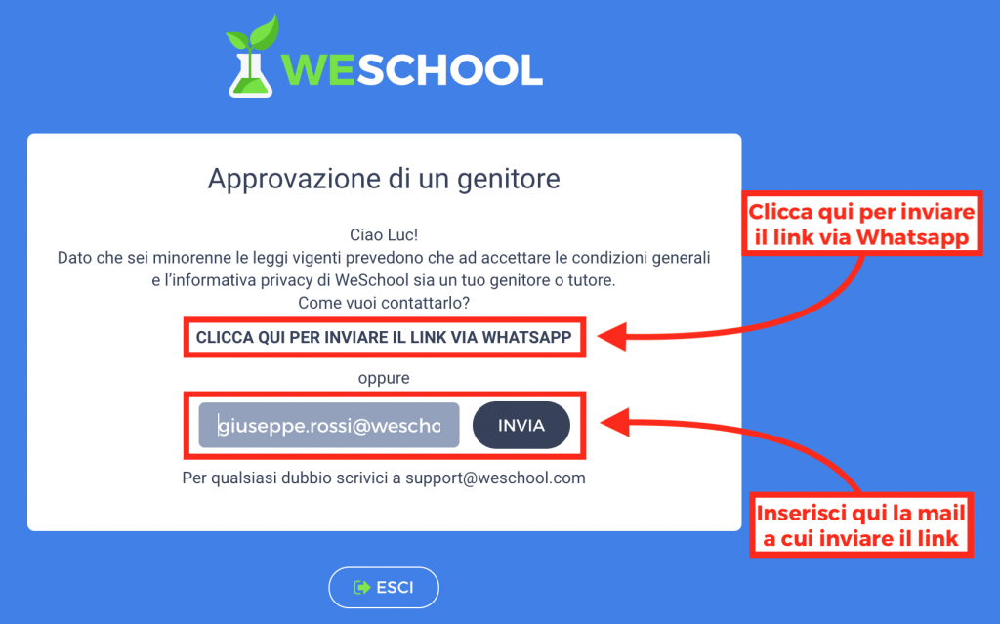 WESCHOOL
Approvazione di un genitore
Ciao Luc!
Dato che sei minorenne le leggi vigenti prevedono che ad accettare le condizioni generali
e l'informativa privacy di WeSchool sia un tuo genitore o tutore.
Come vuoi contattarlo?
CLICCA QUI PER INVIARE IL LINK VIA WHATSAPP
oppure
giuseppe.rossi@wescho
INVIA
Per qualsiasi dubbio scrivici a support@weschool.com
ESCI
Clicca qui per inviare
il link via Whatsapp
Inserisci qui la mail
a cui inviare il link